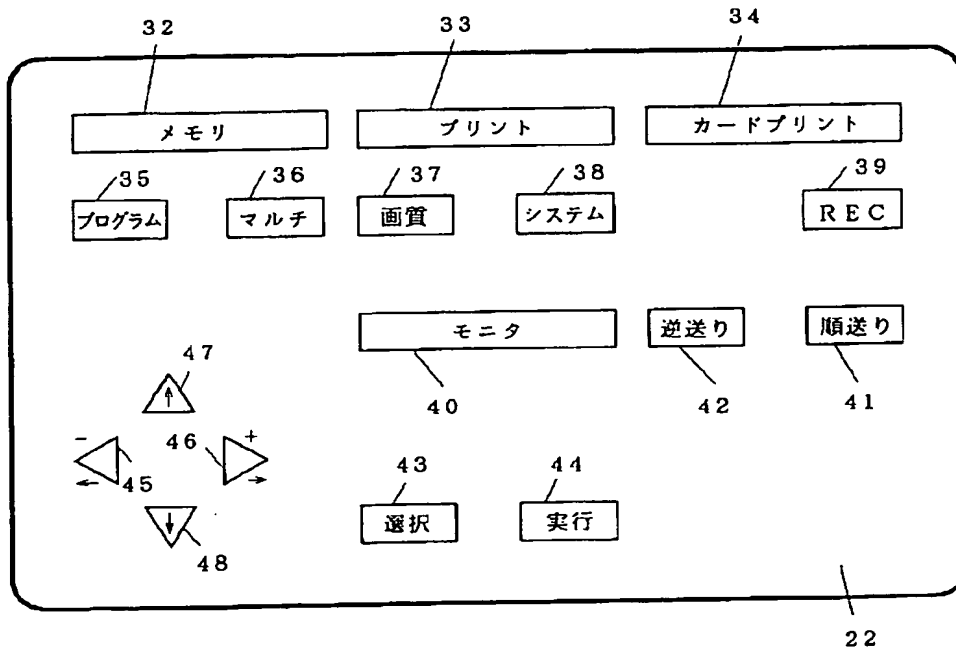 32 33 34
メモリ プリント カードプリント
35 36 37 38 39
プログラム マルチ 画質 システム REC
モニタ 逆送り 順送り
47
40 42 41
- 46 +
45 43 44
選択 実行
48
22